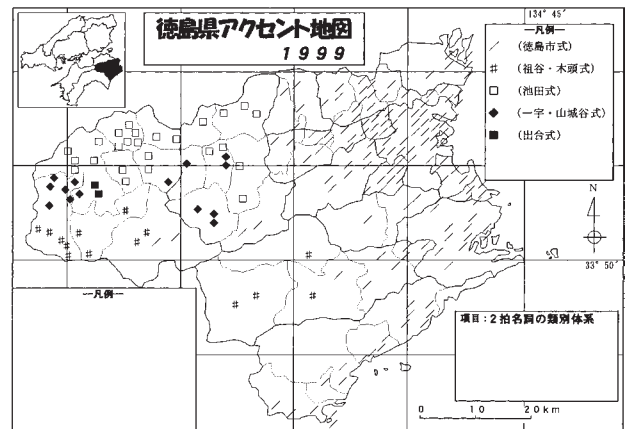 徳島県アクセント地図
1999
134° 45′
―凡例―
(徳島市式)
(祖谷・木頭式)
(池田式)
(一宇・山城谷式)
(出合式)
N
33° 50′
―凡例―
項目:2拍名詞の類別体系
0 10 20km